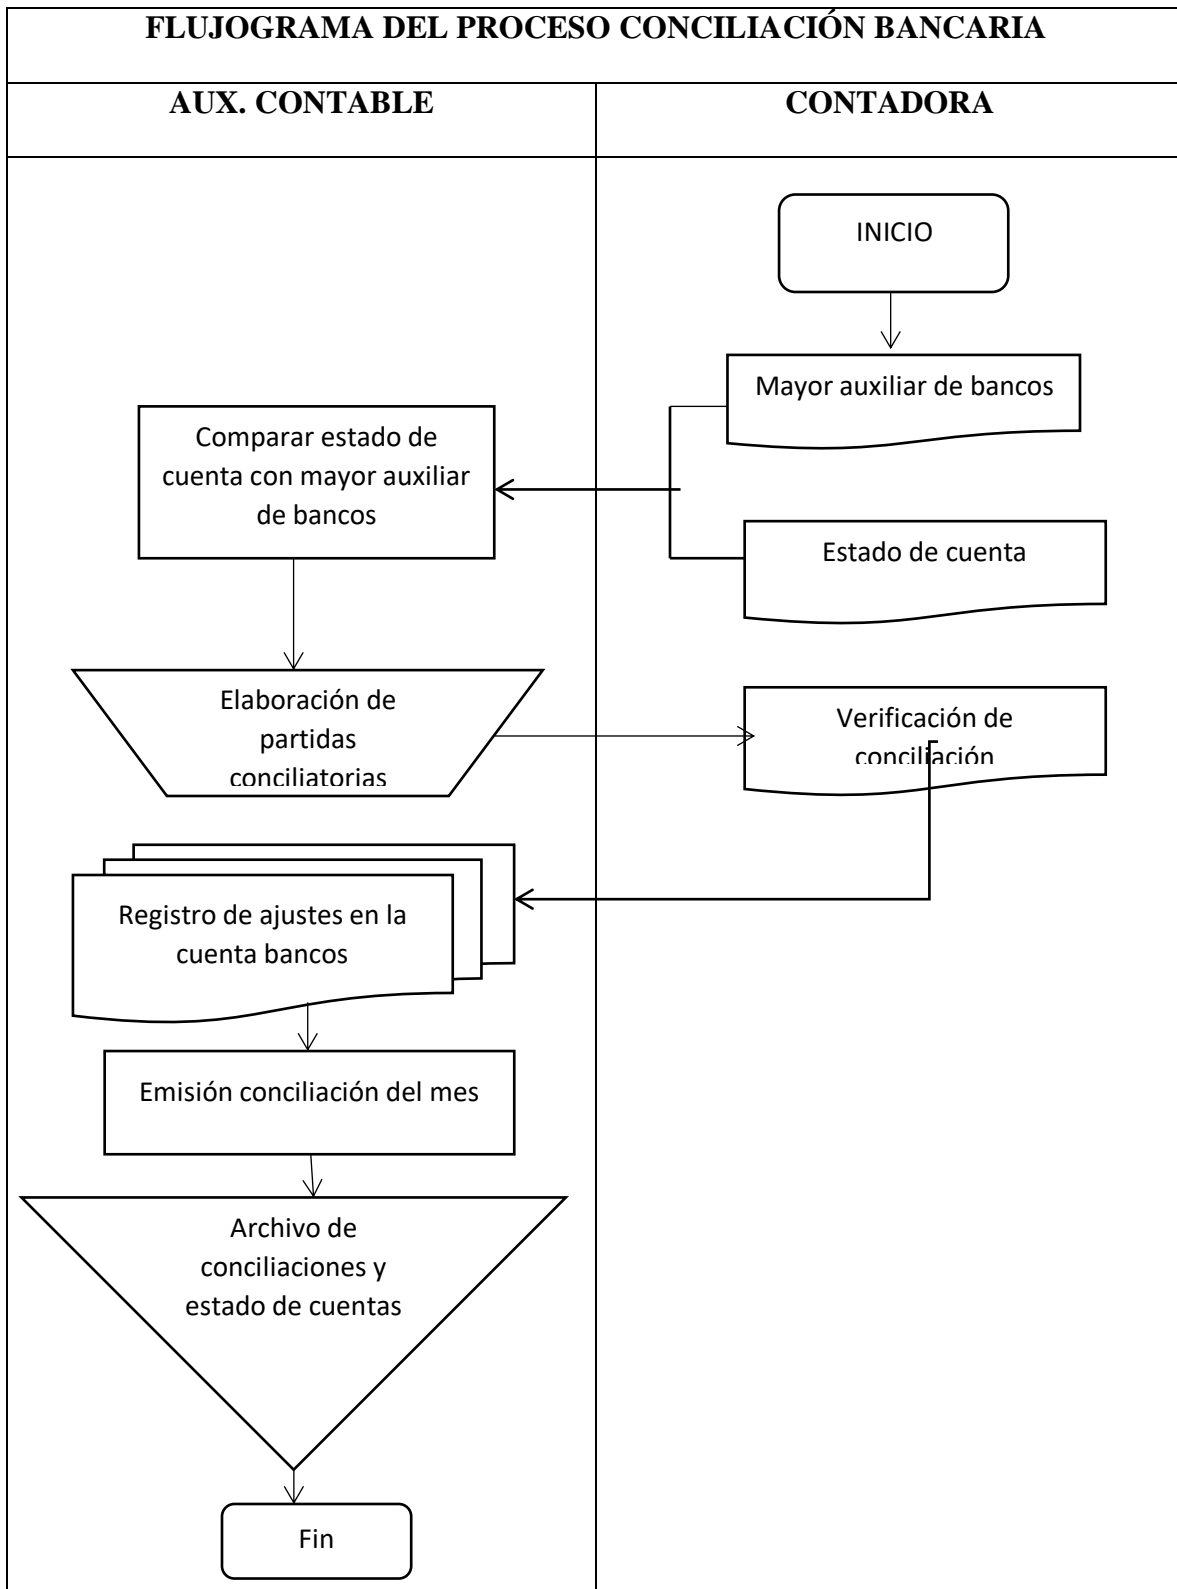 FLUJOGRAMA DEL PROCESO CONCILIACIÓN BANCARIA
AUX. CONTABLE
CONTADORA
INICIO
Mayor auxiliar de bancos
Estado de cuenta
Comparar estado de
cuenta con mayor auxiliar
de bancos
Elaboración de
partidas
conciliatorias
Verificación de
conciliación
Registro de ajustes en la
cuenta bancos
Emisión conciliación del mes
Archivo de
conciliaciones y
estado de cuentas
Fin